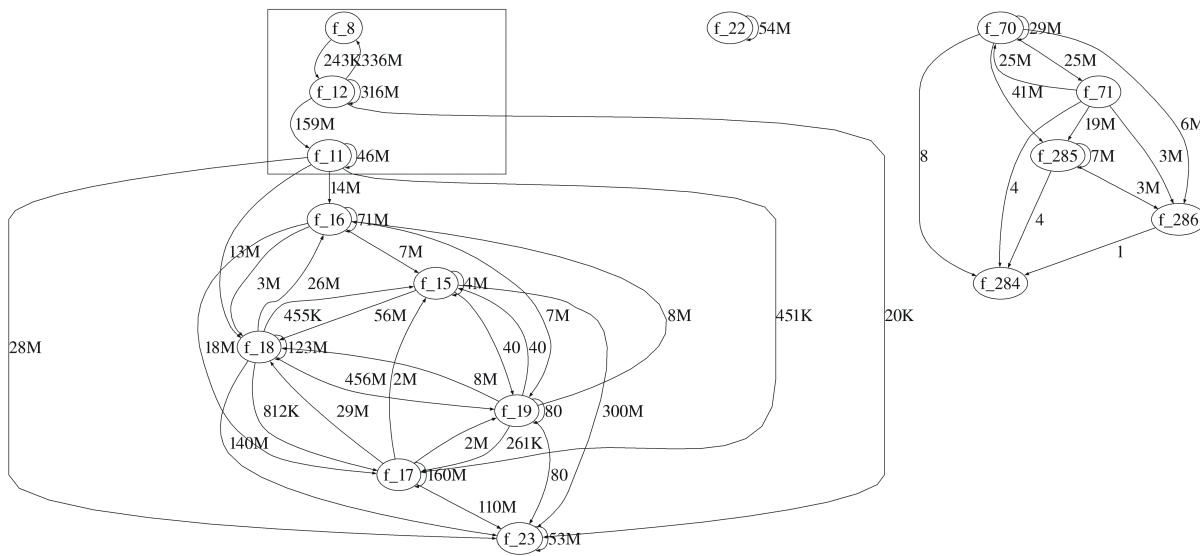 f_8
f_22
54M
f_70
29M
243K
336M
25M
25M
f_12
316M
41M
f_71
159M
19M
6M
f_11
46M
8
f_285
7M
3M
14M
4
3M
f_16
71M
4
f_286
13M
7M
1
3M
26M
f_15
4M
f_284
455K
56M
7M
8M
451K
20K
28M
18M
f_18
123M
40
40
456M
2M
8M
812K
29M
f_19
80
300M
140M
2M
261K
f_17
160M
80
110M
f_23
53M